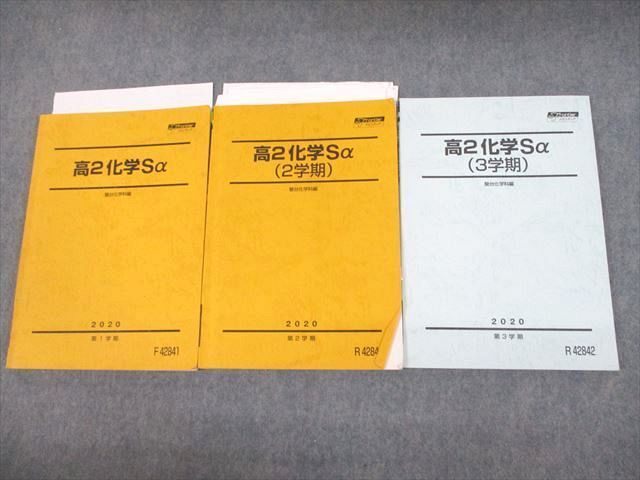 高2 化学Sα
駿台化学科編
2020
第1学期
F 42841
高2 化学Sα
(2学期)
駿台化学科編
2020
第2学期
R 4284
高2 化学Sα
(3学期)
駿台化学科編
2020
第3学期
R 42842